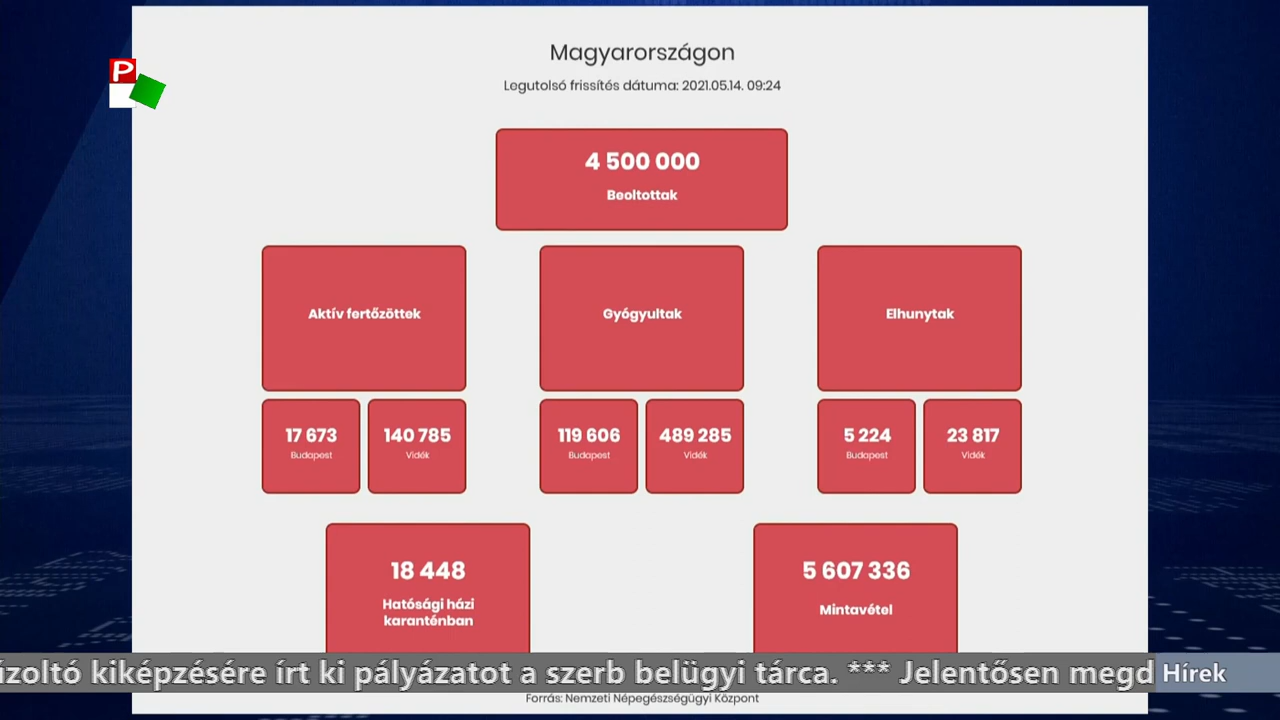 Magyarországon
Legutolsó frissítés dátuma: 2021.05.14. 09:24
P
4 500 000
Beoltottak
Aktív fertőzöttek
Gyógyultak
Elhunytak
17 673
Budapest
140 785
Vidék
119 606
Budapest
489 285
Vidék
5 224
Budapest
23 817
Vidék
18 448
Hatósági házi
karanténban
5 607 336
Mintavétel
űzoltó kiképzésére írt ki pályázatot a szerb belügyi tárca. *** Jelentősen megd
Hírek
Forrás: Nemzeti Népegészségügyi Központ